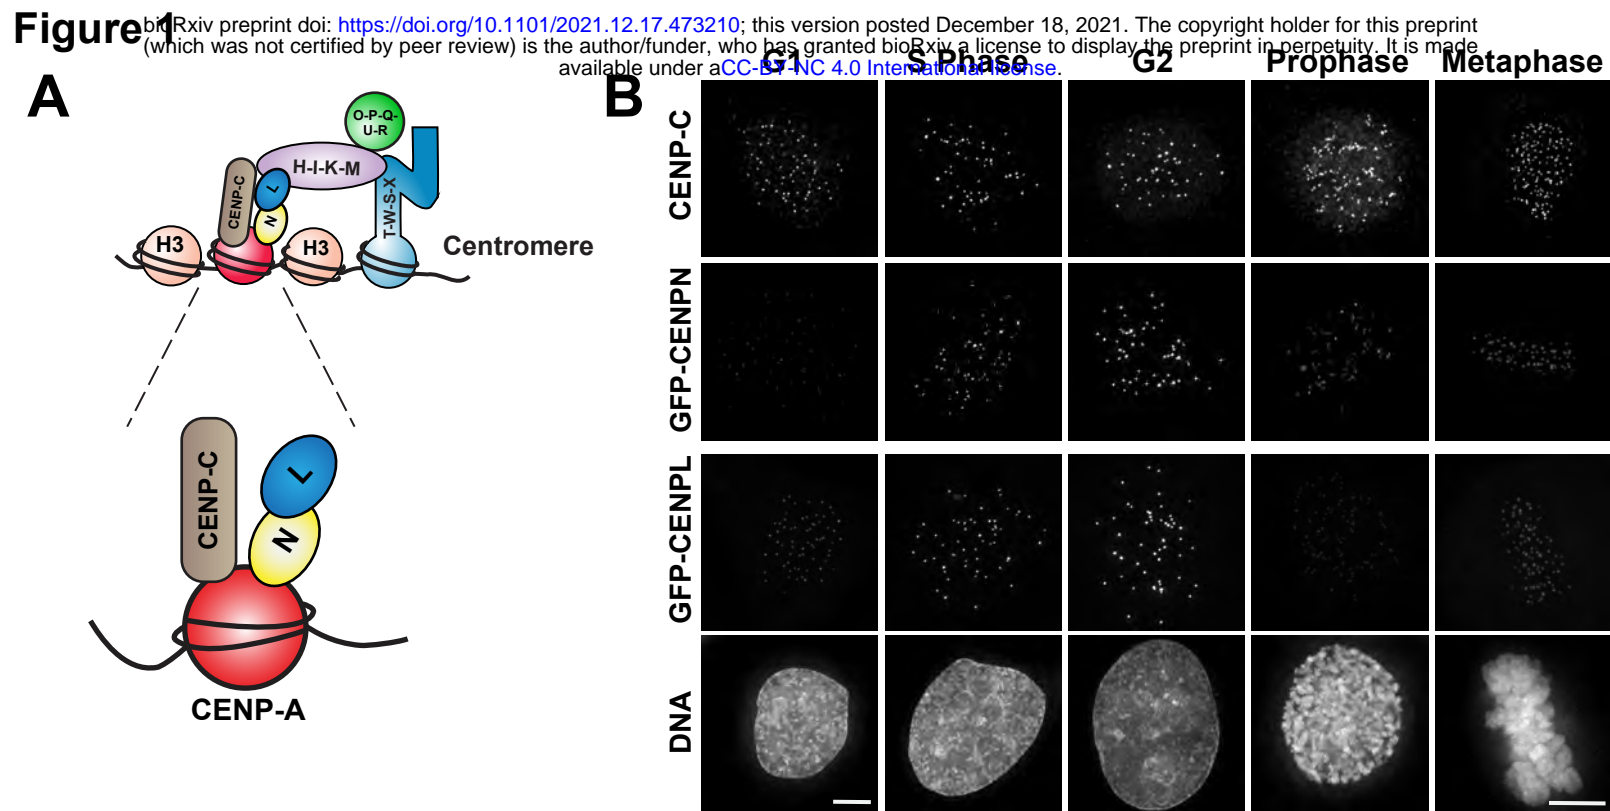 Figure 1
bioRxiv preprint doi: https://doi.org/10.1101/2021.12.17.473210; this version posted December 18, 2021. The copyright holder for this preprint
(which was not certified by peer review) is the author/funder, who has granted bioRxiv a license to display the preprint in perpetuity. It is made
available under aCC-BY-NC 4.0 International license.
A
O-P-Q-
U-R
H-I-K-M
CENP-C
L
N
T-W-S-X
H3
H3
Centromere
CENP-C
L
N
CENP-A
B
G1 S Phase G2 Prophase Metaphase
CENP-C
GFP-CENPN
GFP-CENPL
DNA